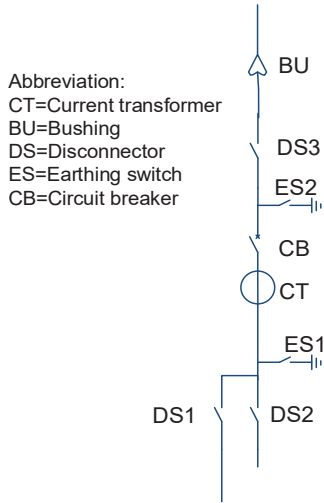 BU
Abbreviation:
CT=Current transformer
BU=Bushing
DS=Disconnector
ES=Earthing switch
CB=Circuit breaker
DS3
ES2
CB
CT
ES1
DS1
DS2